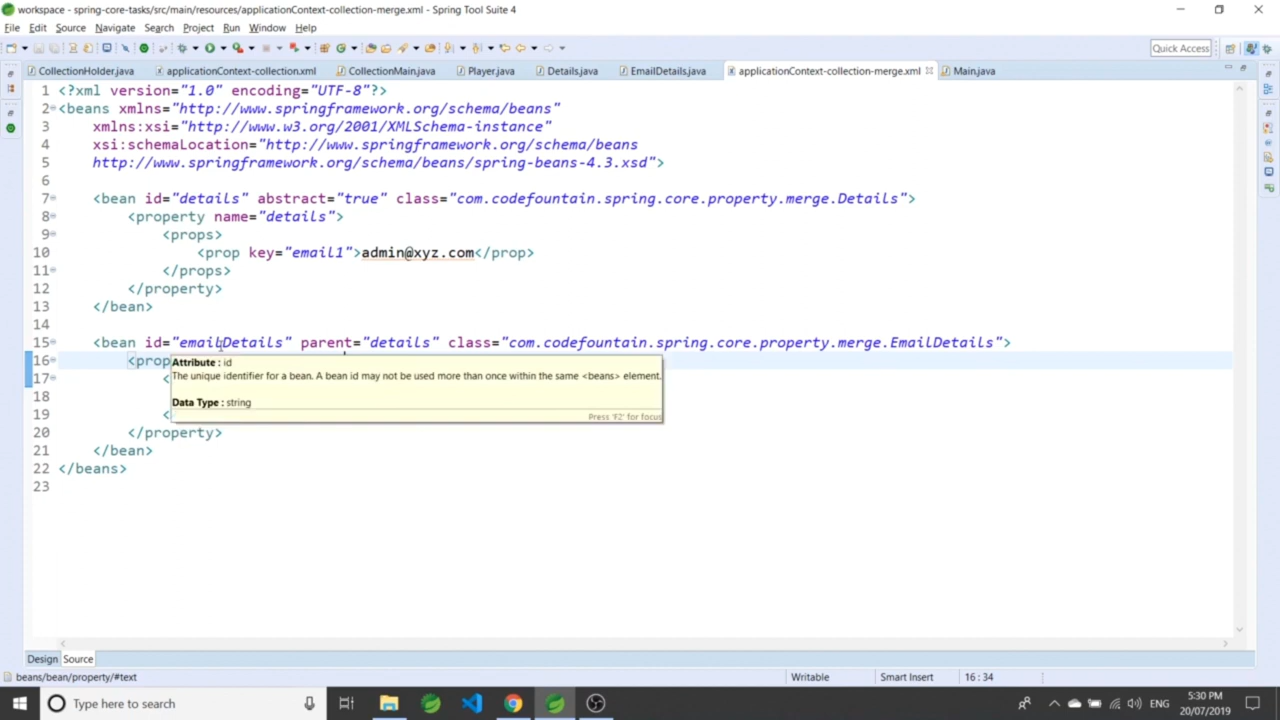 workspace - spring-core-tasks/src/main/resources/applicationContext-collection-merge.xml - Spring Tool Suite 4
File Edit Source Navigate Search Project Run Window Help
Quick Access
CollectionHolder.java applicationContext-collection.xml CollectionMain.java Player.java Details.java EmailDetails.java applicationContext-collection-merge.xml Main.java
1 <?xml version="1.0" encoding="UTF-8"?>
2 <beans xmlns="http://www.springframework.org/schema/beans"
3 xmlns:xsi="http://www.w3.org/2001/XMLSchema-instance"
4 xsi:schemaLocation="http://www.springframework.org/schema/beans
5 http://www.springframework.org/schema/beans/spring-beans-4.3.xsd">
6
7 <bean id="details" abstract="true" class="com.codefountain.spring.core.property.merge.Details">
8 <property name="details">
9 <props>
10 <prop key="email1">admin@xyz.com</prop>
11 </props>
12 </property>
13 </bean>
14
15 <bean id="emailDetails" parent="details" class="com.codefountain.spring.core.property.merge.EmailDetails">
16 <prop
Attribute : id
17 <
The unique identifier for a bean. A bean id may not be used more than once within the same <beans> element.
18
Data Type : string
19 <
Press 'F2' for focus
20 </property>
21 </bean>
22 </beans>
23
Design Source
beans/bean/property/#text Writable Smart Insert 16 : 34
Type here to search
ENG
5:30 PM
20/07/2019